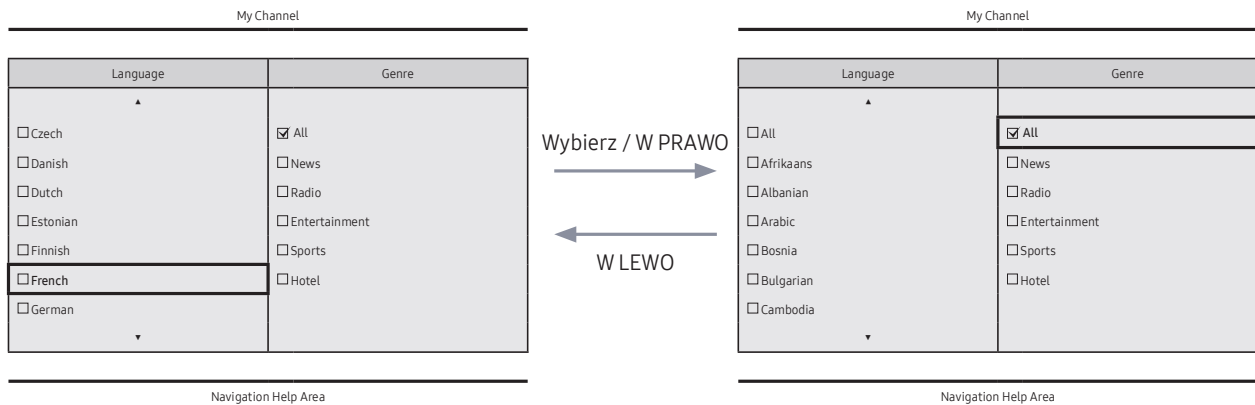 My Channel
Language Genre
▲
☐ Czech ☑ All
☐ Danish ☐ News
☐ Dutch ☐ Radio
☐ Estonian ☐ Entertainment
☐ Finnish ☐ Sports
☐ French ☐ Hotel
☐ German
▼
Navigation Help Area
Wybierz / W PRAWO
W LEWO
My Channel
Language Genre
▲
☐ All ☑ All
☐ Afrikaans ☐ News
☐ Albanian ☐ Radio
☐ Arabic ☐ Entertainment
☐ Bosnia ☐ Sports
☐ Bulgarian ☐ Hotel
☐ Cambodia
▼
Navigation Help Area